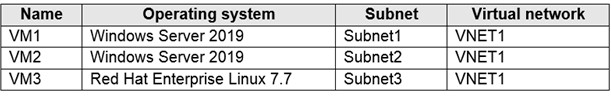 Name Operating system Subnet Virtual network
VM1 Windows Server 2019 Subnet1 VNET1
VM2 Windows Server 2019 Subnet2 VNET1
VM3 Red Hat Enterprise Linux 7.7 Subnet3 VNET1